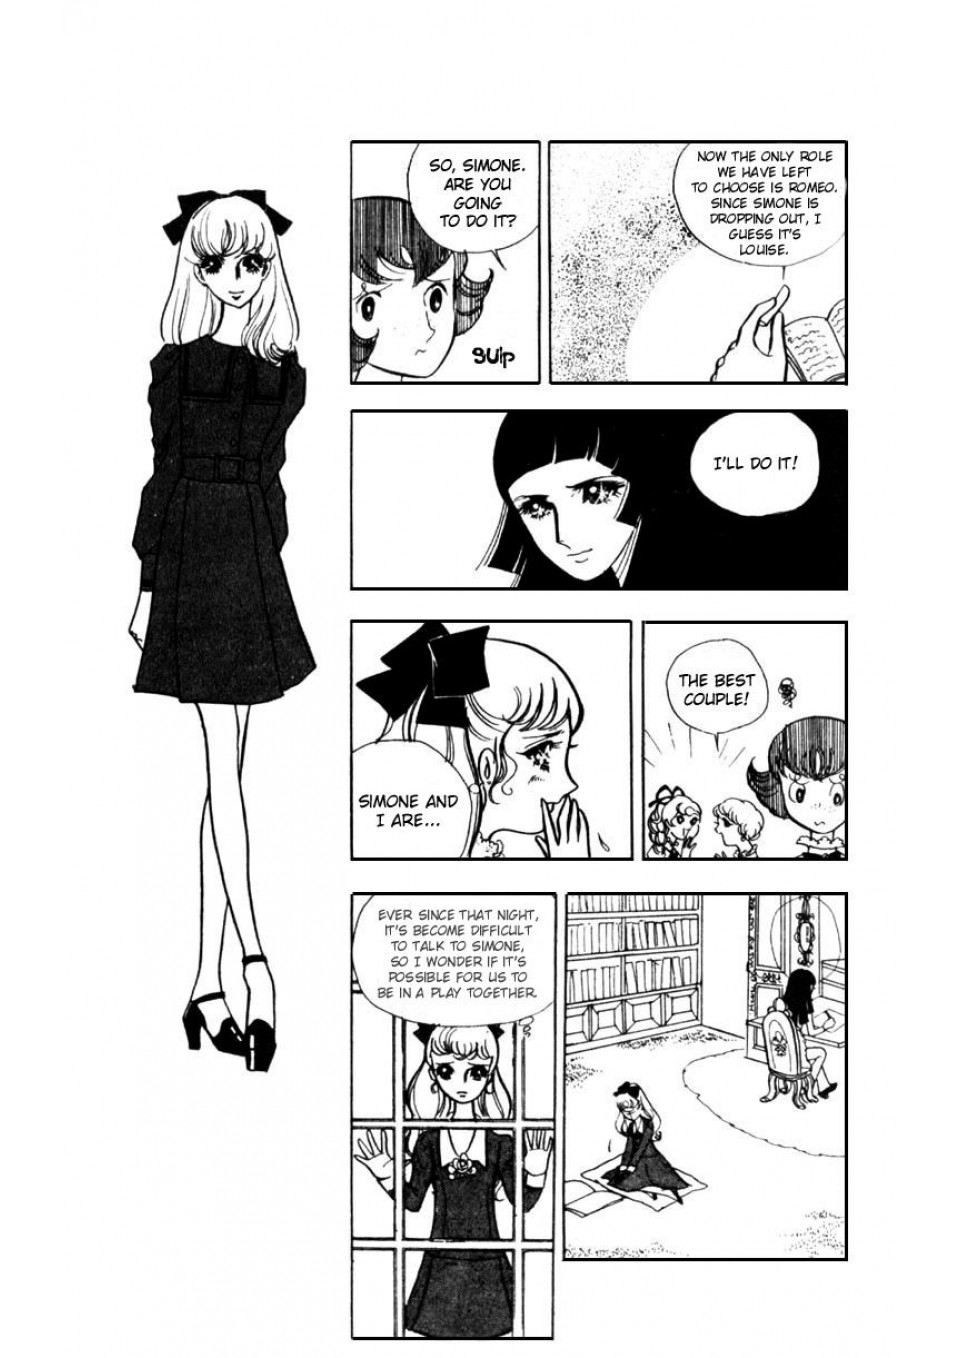 NOW THE ONLY ROLE
WE HAVE LEFT
TO CHOOSE IS ROMEO.
SINCE SIMONE IS
DROPPING OUT, I
GUESS IT'S
LOUISE.
SO, SIMONE.
ARE YOU
GOING
TO DO IT?
gulp
I'LL DO IT!
THE BEST
COUPLE!
SIMONE AND
I ARE...
EVER SINCE THAT NIGHT,
IT'S BECOME DIFFICULT
TO TALK TO SIMONE,
SO I WONDER IF IT'S
POSSIBLE FOR US TO
BE IN A PLAY TOGETHER.